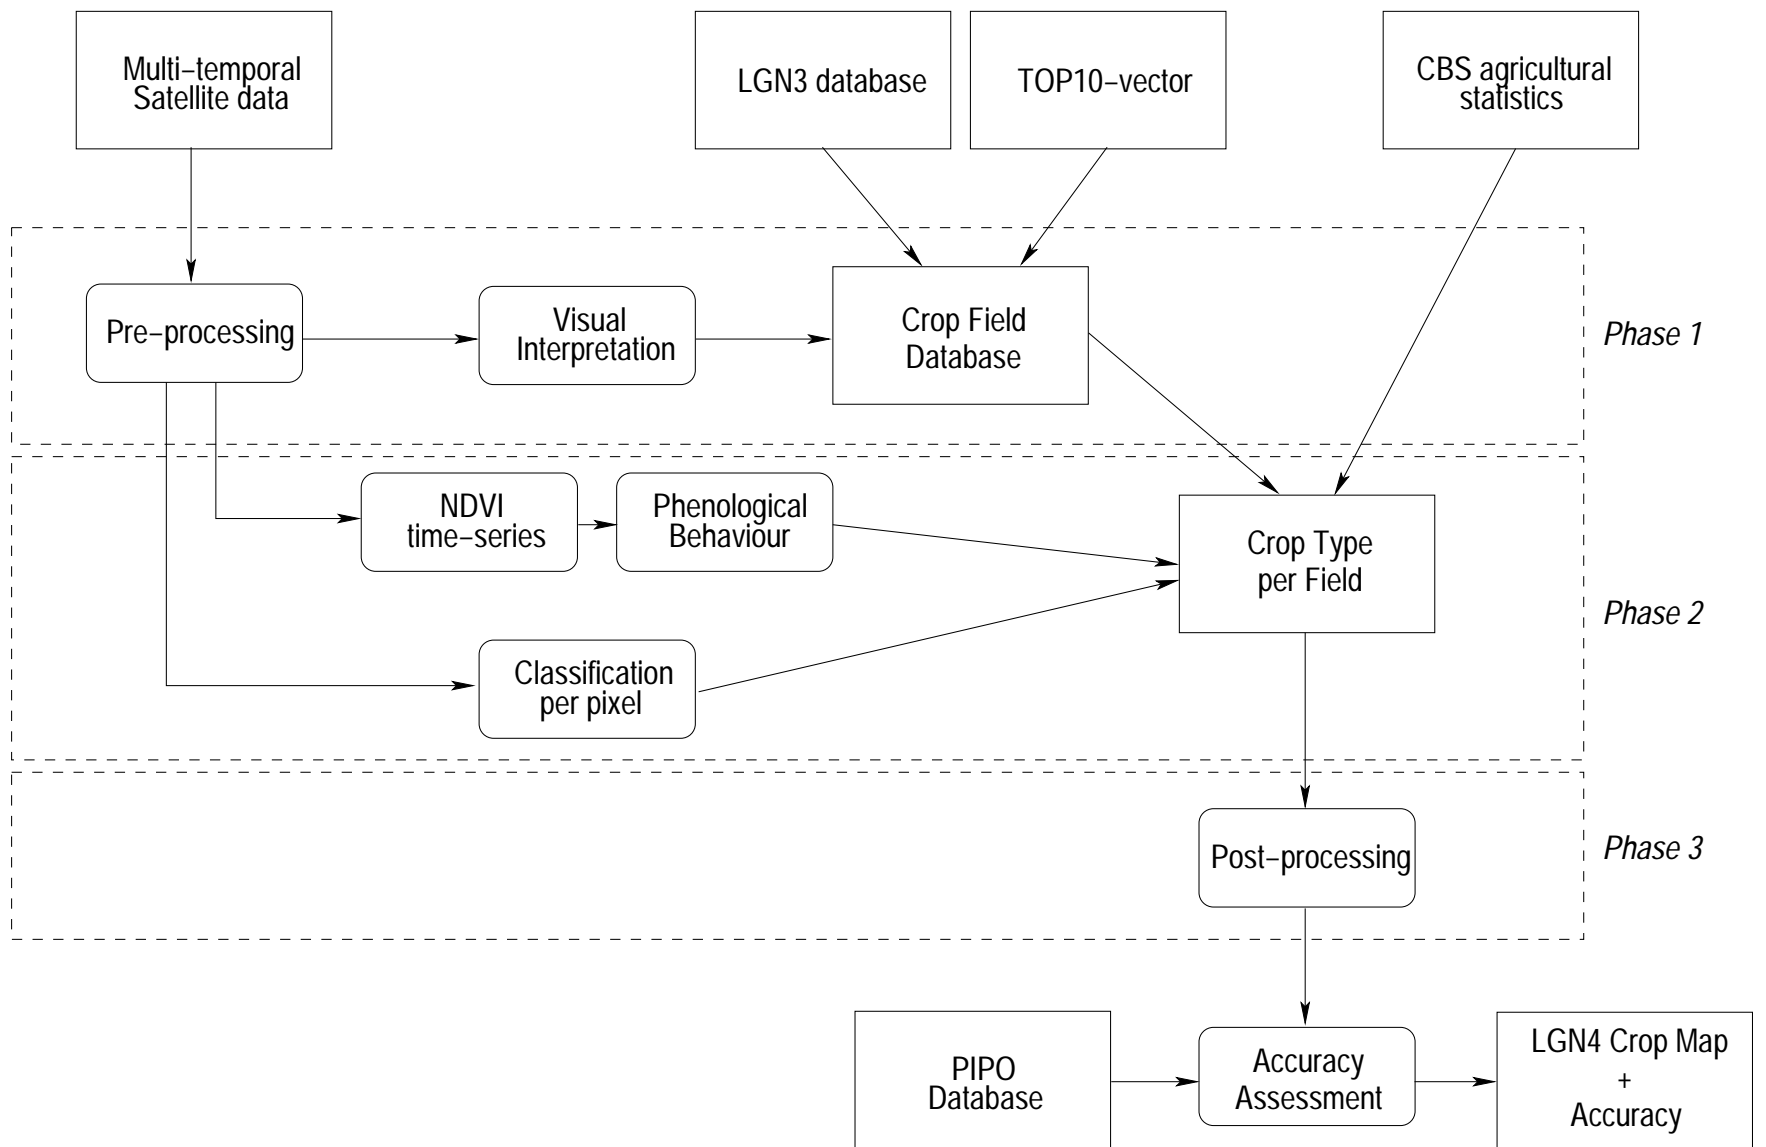 Multi–temporal
Satellite data
LGN3 database
TOP10–vector
CBS agricultural
statistics
Pre–processing
Visual
Interpretation
Crop Field
Database
Phase 1
NDVI
time–series
Phenological
Behaviour
Crop Type
per Field
Phase 2
Classification
per pixel
Post–processing
Phase 3
PIPO
Database
Accuracy
Assessment
LGN4 Crop Map
+
Accuracy